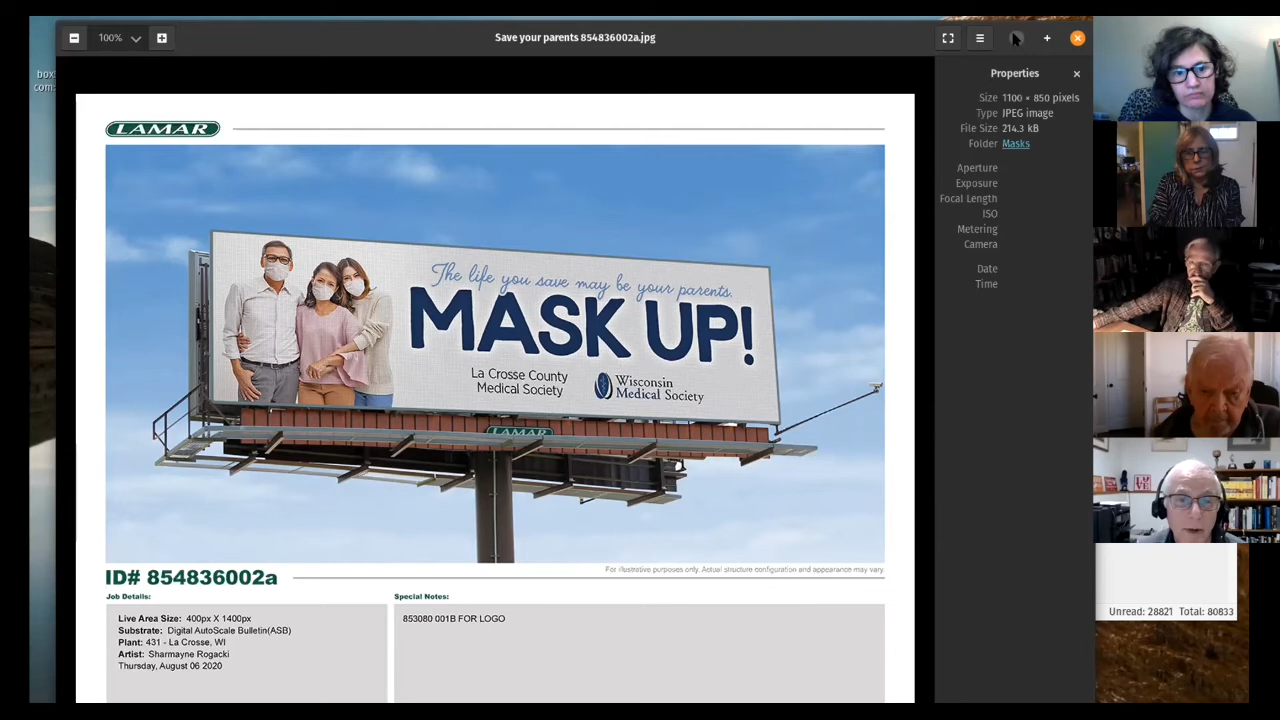 100%
Save your parents 854836002a.jpg
box
com:
Properties
Size 1100 × 850 pixels
Type JPEG image
File Size 214.3 kB
Folder Masks
Aperture
Exposure
Focal Length
ISO
Metering
Camera
Date
Time
LAMAR
The life you save may be your parents.
MASK UP!
La Crosse County
Medical Society
Wisconsin
Medical Society
LAMAR
For illustrative purposes only. Actual structure configuration and appearance may vary.
ID# 854836002a
Job Details:
Live Area Size: 400px X 1400px
Substrate: Digital AutoScale Bulletin(ASB)
Plant: 431 - La Crosse, WI
Artist: Sharmayne Rogacki
Thursday, August 06 2020
Special Notes:
853080 001B FOR LOGO
LOVE
Unread: 28821 Total: 80833